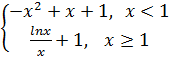 {−x² + x + 1, x < 1
lnx/x + 1, x ≥ 1